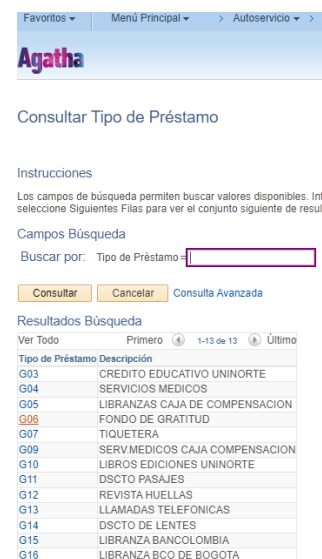 Favoritos Menú Principal > Autoservicio >
Agatha
Consultar Tipo de Préstamo
Instrucciones
Los campos de búsqueda permiten buscar valores disponibles.
seleccione Siguientes Filas para ver el conjunto siguiente de
Campos Búsqueda
Buscar por: Tipo de Préstamo =
Consultar Cancelar Consulta Avanzada
Resultados Búsqueda
Ver Todo Primero 1-13 de 13 Último
Tipo de Préstamo Descripción
G03 CREDITO EDUCATIVO UNINORTE
G04 SERVICIOS MEDICOS
G05 LIBRANZAS CAJA DE COMPENSACION
G06 FONDO DE GRATITUD
G07 TIQUETERA
G09 SERV.MEDICOS CAJA COMPENSACION
G10 LIBROS EDICIONES UNINORTE
G11 DSCTO PASAJES
G12 REVISTA HUELLAS
G13 LLAMADAS TELEFONICAS
G14 DSCTO DE LENTES
G15 LIBRANZA BANCOLOMBIA
G16 LIBRANZA BCO DE BOGOTA